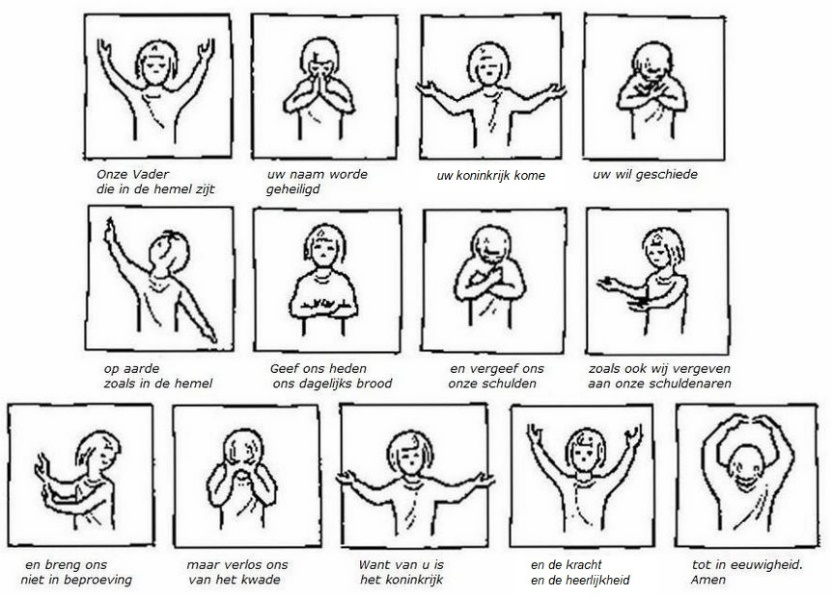 Onze Vader
die in de hemel zijt
uw naam worde
geheiligd
uw koninkrijk kome
uw wil geschiede
op aarde
zoals in de hemel
Geef ons heden
ons dagelijks brood
en vergeef ons
onze schulden
zoals ook wij vergeven
aan onze schuldenaren
en breng ons
niet in beproeving
maar verlos ons
van het kwade
Want van u is
het koninkrijk
en de kracht
en de heerlijkheid
tot in eeuwigheid.
Amen